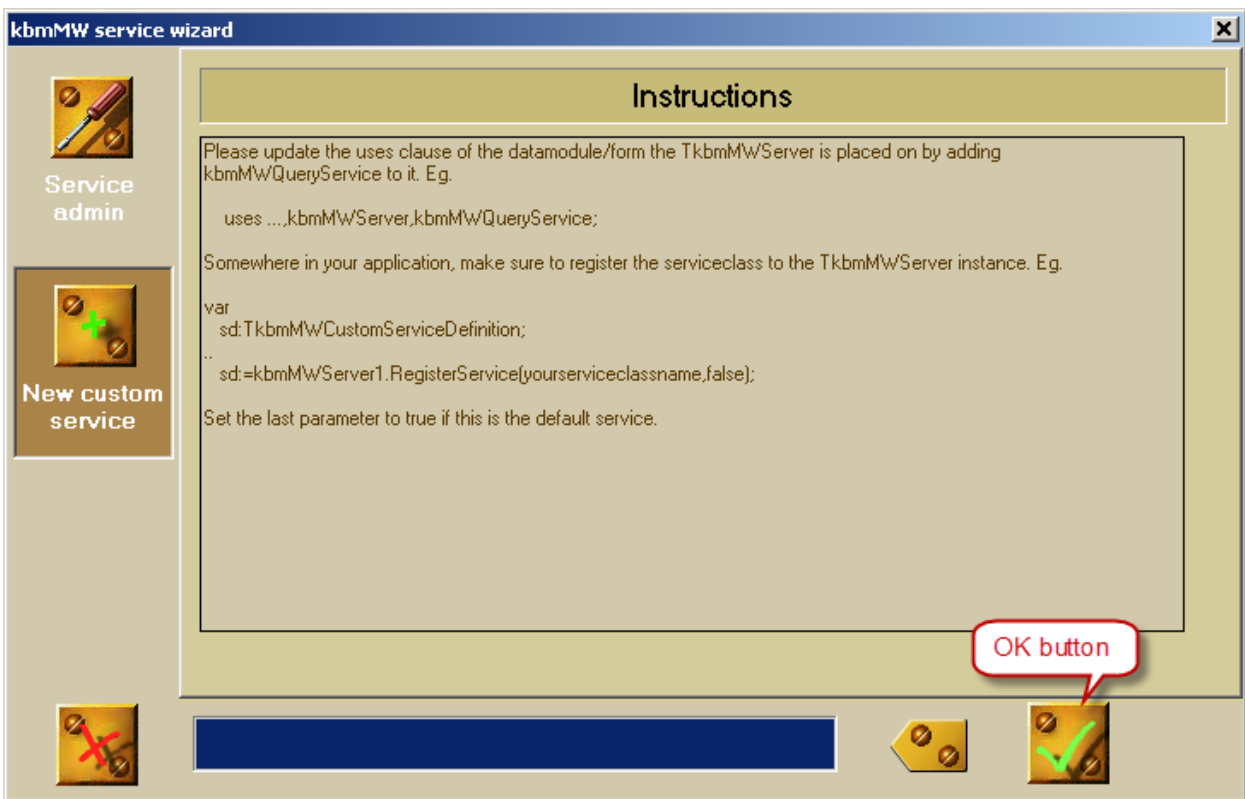 kbmMW service wizard
Instructions
Service
admin
New custom
service
Please update the uses clause of the datamodule/form the TkbmMWServer is placed on by adding
kbmMWQueryService to it. Eg.
uses ...,kbmMWServer,kbmMWQueryService;
Somewhere in your application, make sure to register the serviceclass to the TkbmMWServer instance. Eg.
var
sd:TkbmMWCustomServiceDefinition;
..
sd:=kbmMWServer1.RegisterService(yourserviceclassname,false);
Set the last parameter to true if this is the default service.
OK button